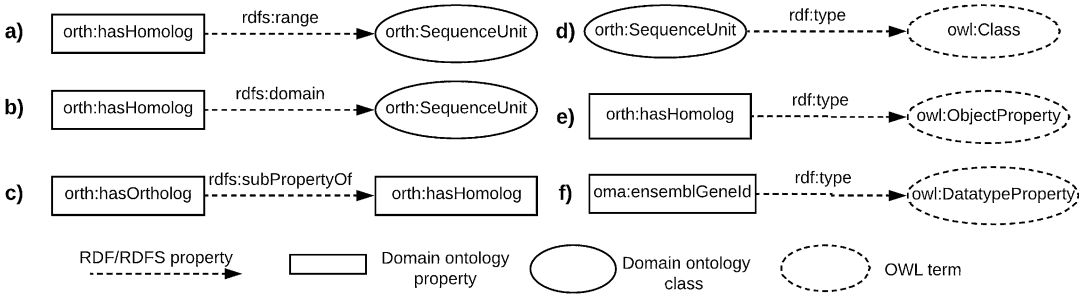 a) orth:hasHomolog rdfs:range orth:SequenceUnit
b) orth:hasHomolog rdfs:domain orth:SequenceUnit
c) orth:hasOrtholog rdfs:subPropertyOf orth:hasHomolog
d) orth:SequenceUnit rdf:type owl:Class
e) orth:hasHomolog rdf:type owl:ObjectProperty
f) oma:ensemblGeneId rdf:type owl:DatatypeProperty
RDF/RDFS property
Domain ontology
property
Domain ontology
class
OWL term